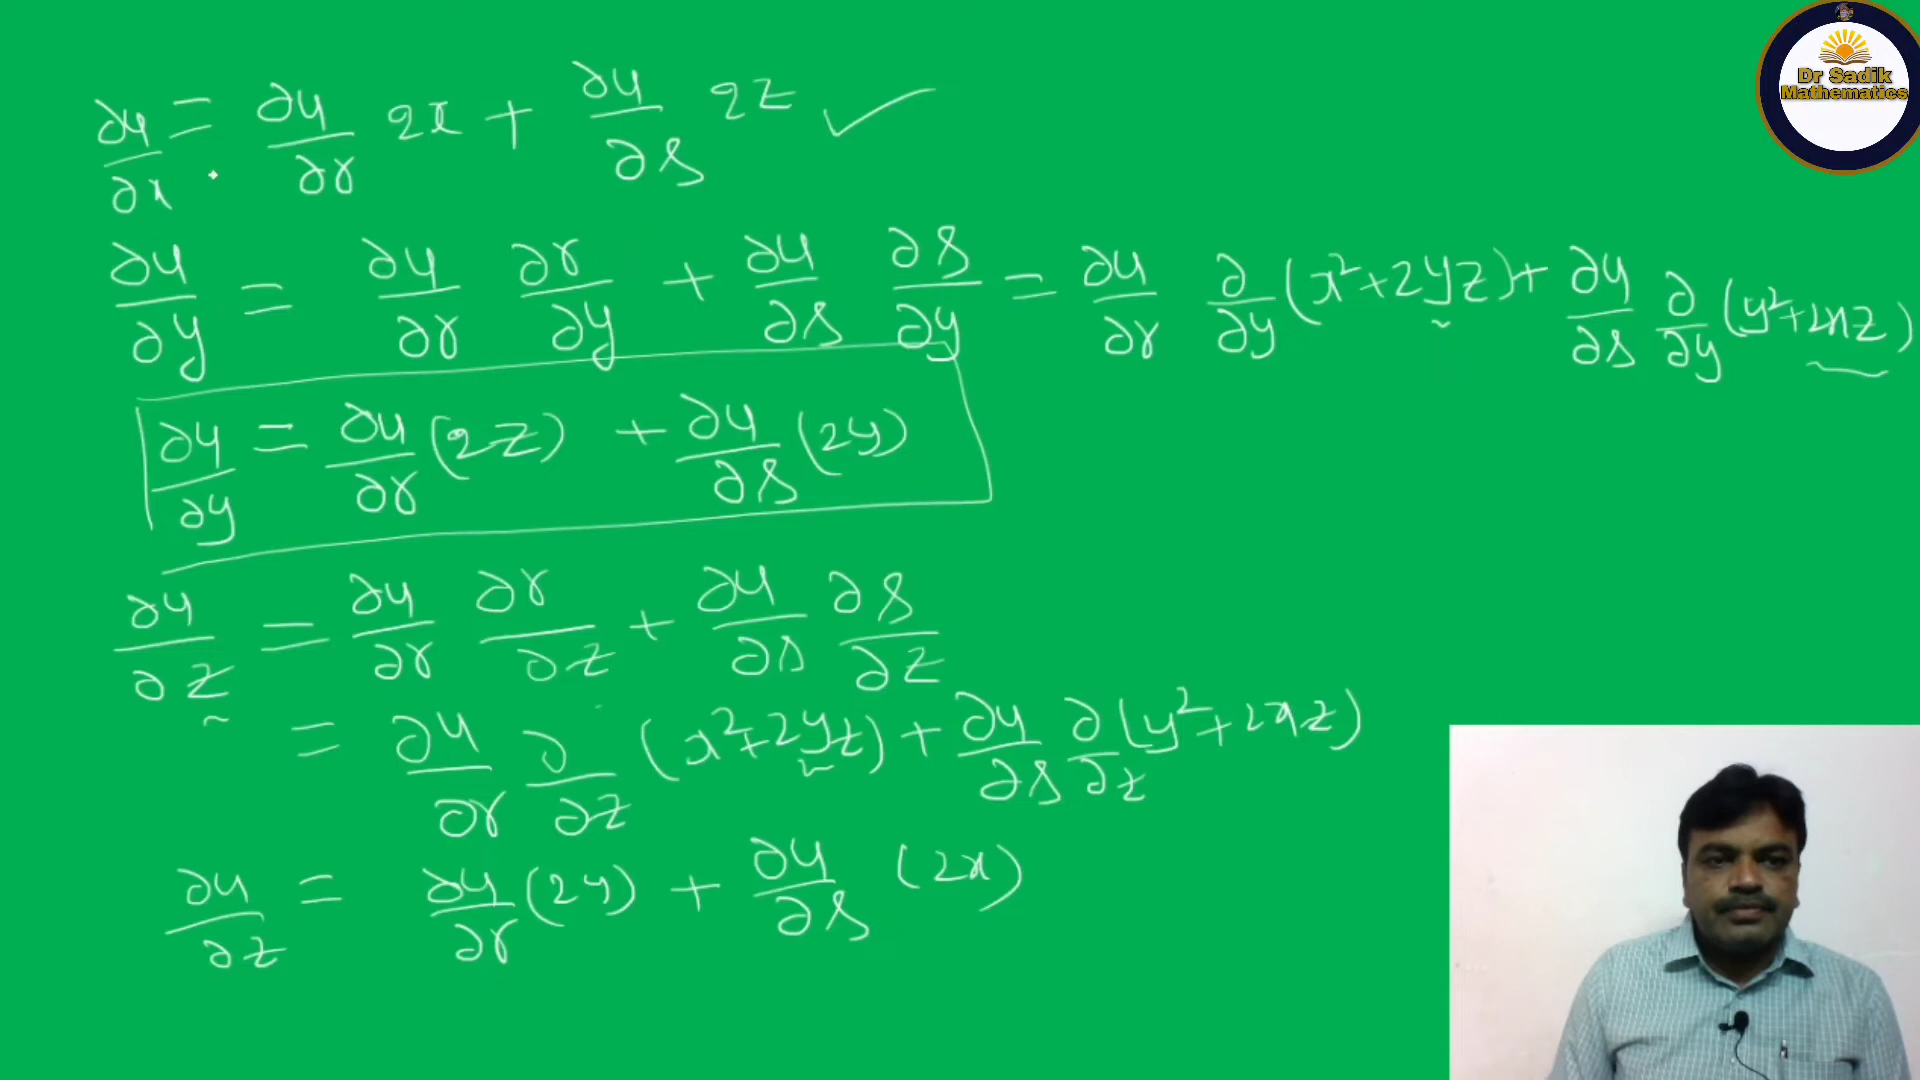 Dr Sadik
Mathematics
∂u/∂x = ∂u/∂r 2x + ∂u/∂s 2z ✓
∂u/∂y = ∂u/∂r ∂r/∂y + ∂u/∂s ∂s/∂y = ∂u/∂r ∂/∂y (x²+2yz) + ∂u/∂s ∂/∂y (y²+2xz)
∂u/∂y = ∂u/∂r (2z) + ∂u/∂s (2y)
∂u/∂z = ∂u/∂r ∂r/∂z + ∂u/∂s ∂s/∂z
= ∂u/∂r ∂/∂z (x²+2yz) + ∂u/∂s ∂/∂z (y²+2xz)
∂u/∂z = ∂u/∂r (2y) + ∂u/∂s (2x)